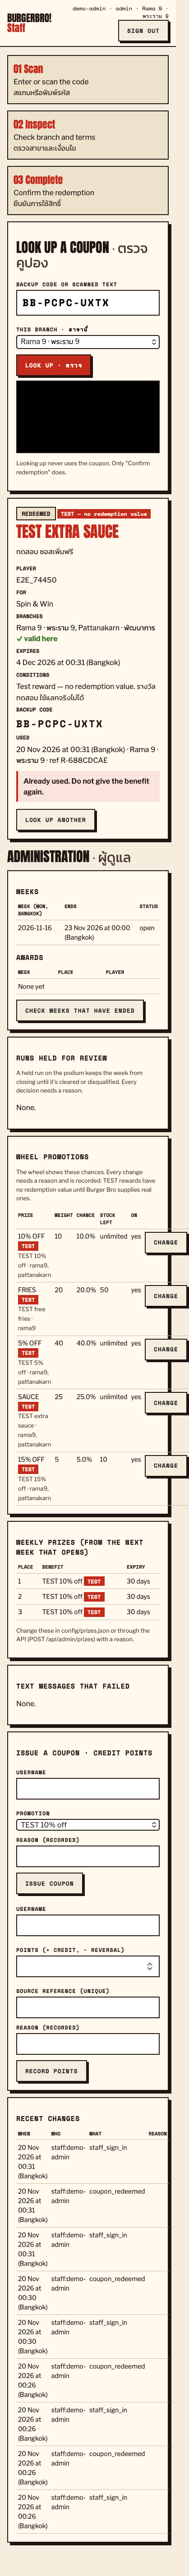 BURGERBRO!
Staff
demo-admin · admin · Rama 9 ·
พระราม 9
SIGN OUT
01 Scan
Enter or scan the code
สแกนหรือพิมพ์รหัส
02 Inspect
Check branch and terms
ตรวจสาขาและเงื่อนไข
03 Complete
Confirm the redemption
ยืนยันการใช้สิทธิ์
LOOK UP A COUPON · ตรวจ
คูปอง
BACKUP CODE OR SCANNED TEXT
BB-PCPC-UXTX
THIS BRANCH · สาขานี้
Rama 9 · พระราม 9
LOOK UP · ตรวจ
Looking up never uses the coupon. Only "Confirm
redemption" does.
REDEEMED TEST — no redemption value
TEST EXTRA SAUCE
ทดสอบ ซอสเพิ่มฟรี
PLAYER
E2E_74450
FOR
Spin & Win
BRANCHES
Rama 9 · พระราม 9, Pattanakarn · พัฒนาการ
✓ valid here
EXPIRES
4 Dec 2026 at 00:31 (Bangkok)
CONDITIONS
Test reward — no redemption value. รางวัล
ทดสอบ ใช้แลกจริงไม่ได้
BACKUP CODE
BB-PCPC-UXTX
USED
20 Nov 2026 at 00:31 (Bangkok) · Rama 9 ·
พระราม 9 · ref R-688CDCAE
Already used. Do not give the benefit
again.
LOOK UP ANOTHER
ADMINISTRATION · ผู้ดูแล
WEEKS
WEEK (MON, BANGKOK) ENDS STATUS
2026-11-16 23 Nov 2026 at 00:00 (Bangkok) open
AWARDS
WEEK PLACE PLAYER
None yet
CHECK WEEKS THAT HAVE ENDED
RUNS HELD FOR REVIEW
A held run on the podium keeps the week from
closing until it's cleared or disqualified. Every
decision needs a reason.
None.
WHEEL PROMOTIONS
The wheel shows these chances. Every change
needs a reason and is recorded. TEST rewards have
no redemption value until Burger Bro supplies real
ones.
PRIZE WEIGHT CHANCE STOCK LEFT ON
10% OFF 10 10.0% unlimited yes CHANGE
TEST
TEST 10%
off · rama9,
pattanakarn
FRIES 20 20.0% 50 yes CHANGE
TEST
TEST free
fries ·
rama9
5% OFF 40 40.0% unlimited yes CHANGE
TEST
TEST 5%
off · rama9,
pattanakarn
SAUCE 25 25.0% unlimited yes CHANGE
TEST
TEST extra
sauce ·
rama9,
pattanakarn
15% OFF 5 5.0% 10 yes CHANGE
TEST
TEST 15%
off · rama9,
pattanakarn
WEEKLY PRIZES (FROM THE NEXT
WEEK THAT OPENS)
PLACE BENEFIT EXPIRY
1 TEST 10% off TEST 30 days
2 TEST 10% off TEST 30 days
3 TEST 10% off TEST 30 days
Change these in config/prizes.json or through the
API (POST /api/admin/prizes) with a reason.
TEXT MESSAGES THAT FAILED
None.
ISSUE A COUPON · CREDIT POINTS
USERNAME
PROMOTION
TEST 10% off
REASON (RECORDED)
ISSUE COUPON
USERNAME
POINTS (+ CREDIT, − REVERSAL)
SOURCE REFERENCE (UNIQUE)
REASON (RECORDED)
RECORD POINTS
RECENT CHANGES
WHEN WHO WHAT REASON
20 Nov 2026 at 00:31 (Bangkok) staff:demo-admin staff_sign_in
20 Nov 2026 at 00:31 (Bangkok) staff:demo-admin coupon_redeemed
20 Nov 2026 at 00:31 (Bangkok) staff:demo-admin staff_sign_in
20 Nov 2026 at 00:30 (Bangkok) staff:demo-admin coupon_redeemed
20 Nov 2026 at 00:30 (Bangkok) staff:demo-admin staff_sign_in
20 Nov 2026 at 00:26 (Bangkok) staff:demo-admin coupon_redeemed
20 Nov 2026 at 00:26 (Bangkok) staff:demo-admin staff_sign_in
20 Nov 2026 at 00:26 (Bangkok) staff:demo-admin coupon_redeemed
20 Nov 2026 at 00:26 (Bangkok) staff:demo-admin staff_sign_in